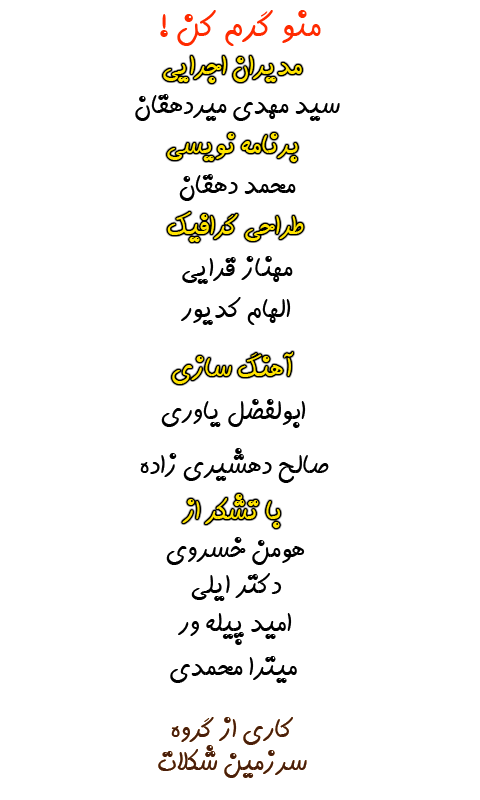 منو گرم کن !
مدیران اجرایی
سید مهدی میردهقان
برنامه نویسی
محمد دهقان
طراحی گرافیک
مهناز قرایی
الهام کدیور
آهنگ سازی
ابولفضل یاوری
صالح دهشیری زاده
با تشکر از
هومن خسروی
دکتر ایلی
امید پیله ور
میترا محمدی
کاری از گروه
سرزمین شکلات